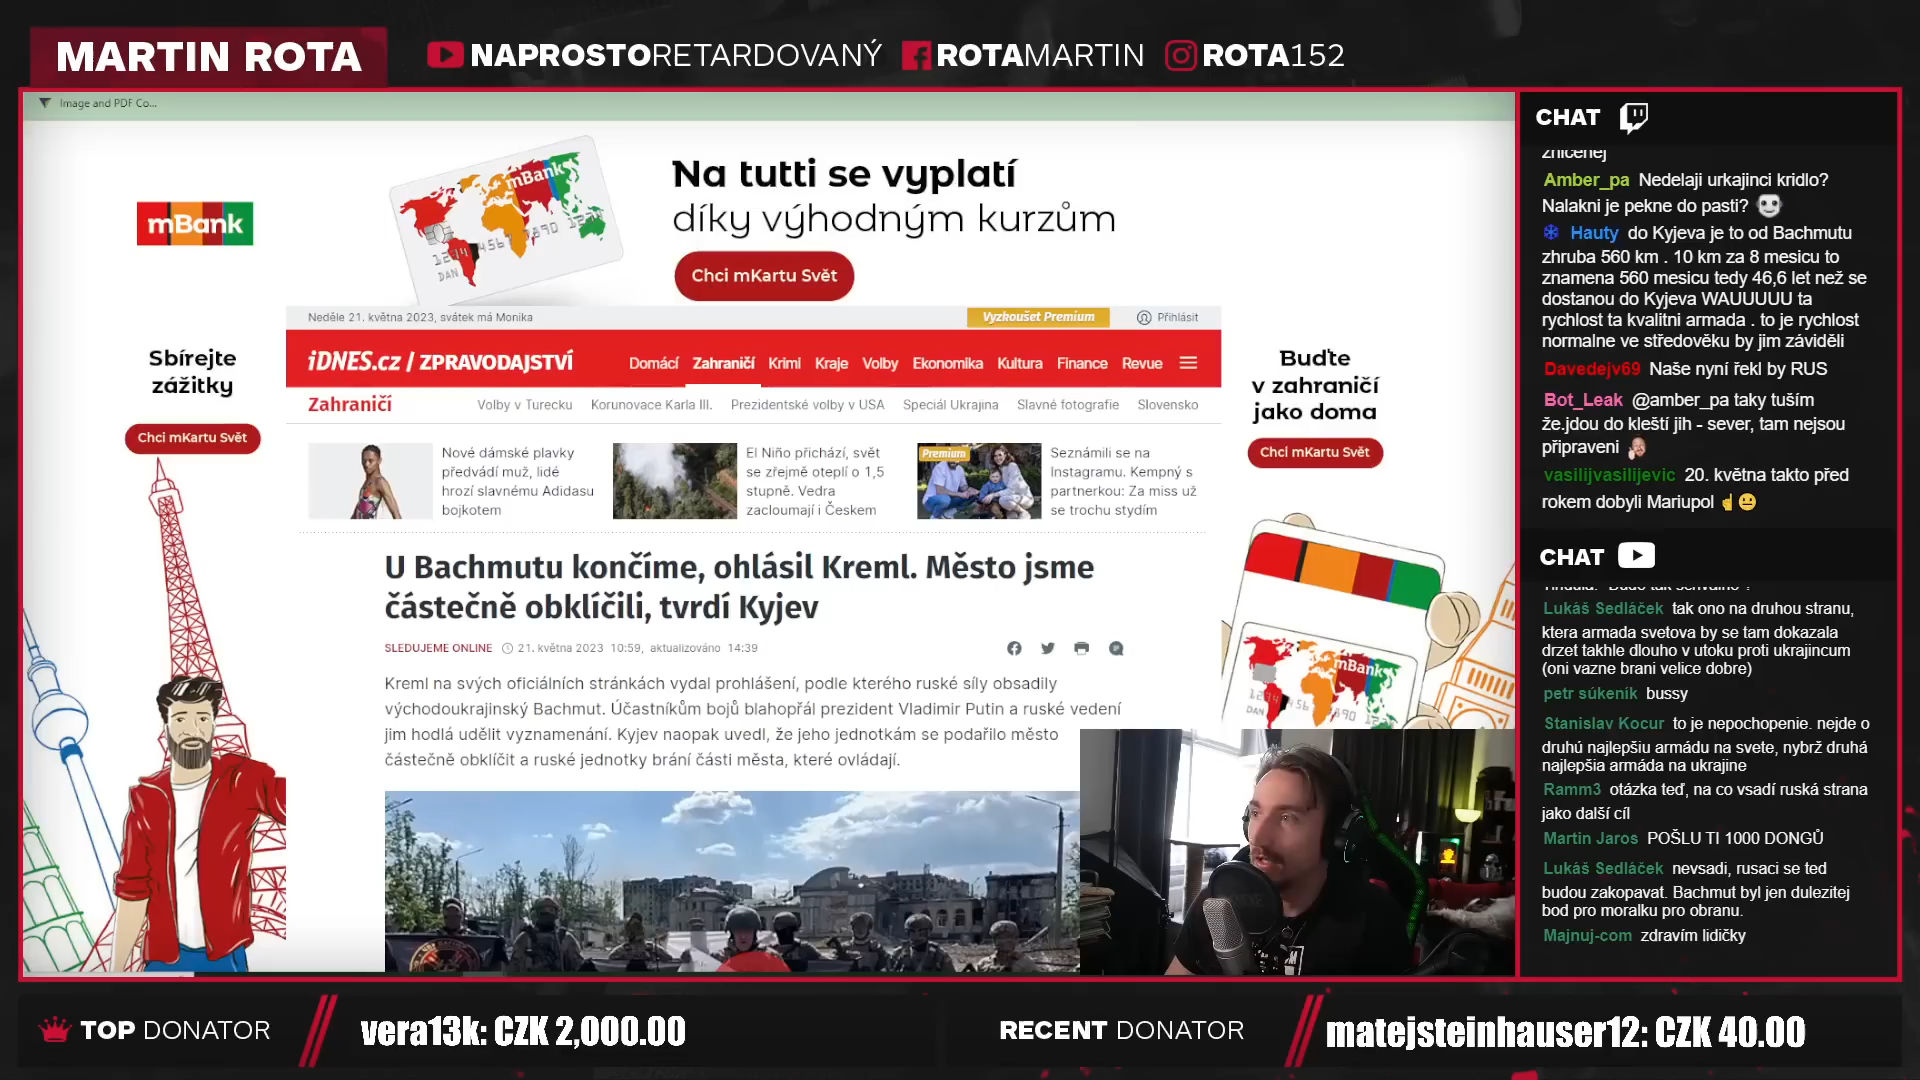 MARTIN ROTA
NAPROSTORETARDOVANÝ
ROTAMARTIN
ROTA152
Image and PDF Co...
mBank
Na tutti se vyplatí
díky výhodným kurzům
Chci mKartu Svět
Sbírejte
zážitky
Chci mKartu Svět
Buďte
v zahraničí
jako doma
Chci mKartu Svět
mBank
DAN
Neděle 21. května 2023, svátek má Monika
Vyzkoušet Premium
Přihlásit
iDNES.cz / ZPRAVODAJSTVÍ
Domácí Zahraničí Krimi Kraje Volby Ekonomika Kultura Finance Revue
Zahraničí
Volby v Turecku Korunovace Karla III. Prezidentské volby v USA Speciál Ukrajina Slavné fotografie Slovensko
Nové dámské plavky
předvádí muž, lidé
hrozí slavnému Adidasu
bojkotem
El Niño přichází, svět
se zřejmě oteplí o 1,5
stupně. Vedra
zacloumají i Českem
Premium
Seznámili se na
Instagramu. Kempný s
partnerkou: Za miss už
se trochu stydím
U Bachmutu končíme, ohlásil Kreml. Město jsme
částečně obklíčili, tvrdí Kyjev
SLEDUJEME ONLINE 21. května 2023 10:59, aktualizováno 14:39
Kreml na svých oficiálních stránkách vydal prohlášení, podle kterého ruské síly obsadily
východoukrajinský Bachmut. Účastníkům bojů blahopřál prezident Vladimir Putin a ruské vedení
jim hodlá udělit vyznamenání. Kyjev naopak uvedl, že jeho jednotkám se podařilo město
částečně obklíčit a ruské jednotky brání části města, které ovládají.
mBank
CHAT
znicenej
Amber_pa Nedelaji urkajinci kridlo?
Nalakni je pekne do pasti?
Hauty do Kyjeva je to od Bachmutu
zhruba 560 km . 10 km za 8 mesicu to
znamena 560 mesicu tedy 46,6 let než se
dostanou do Kyjeva WAUUUUU ta
rychlost ta kvalitni armada . to je rychlost
normalne ve středověku by jim záviděli
Davedejv69 Naše nyní řekl by RUS
Bot_Leak @amber_pa taky tuším
že.jdou do kleští jih - sever, tam nejsou
připraveni
vasilijvasilijevic 20. května takto před
rokem dobyli Mariupol
CHAT
Lukáš Sedláček tak ono na druhou stranu,
ktera armada svetova by se tam dokazala
drzet takhle dlouho v utoku proti ukrajincum
(oni vazne brani velice dobre)
petr súkeník bussy
Stanislav Kocur to je nepochopenie. nejde o
druhú najlepšiu armádu na svete, nybrž druhá
najlepšia armáda na ukrajine
Ramm3 otázka teď, na co vsadí ruská strana
jako další cíl
Martin Jaros POŠLU TI 1000 DONGŮ
Lukáš Sedláček nevsadi, rusaci se ted
budou zakopavat. Bachmut byl jen dulezitej
bod pro moralku pro obranu.
Majnuj-com zdravím lidičky
TOP DONATOR
vera13k: CZK 2,000.00
RECENT DONATOR
matejsteinhauser12: CZK 40.00